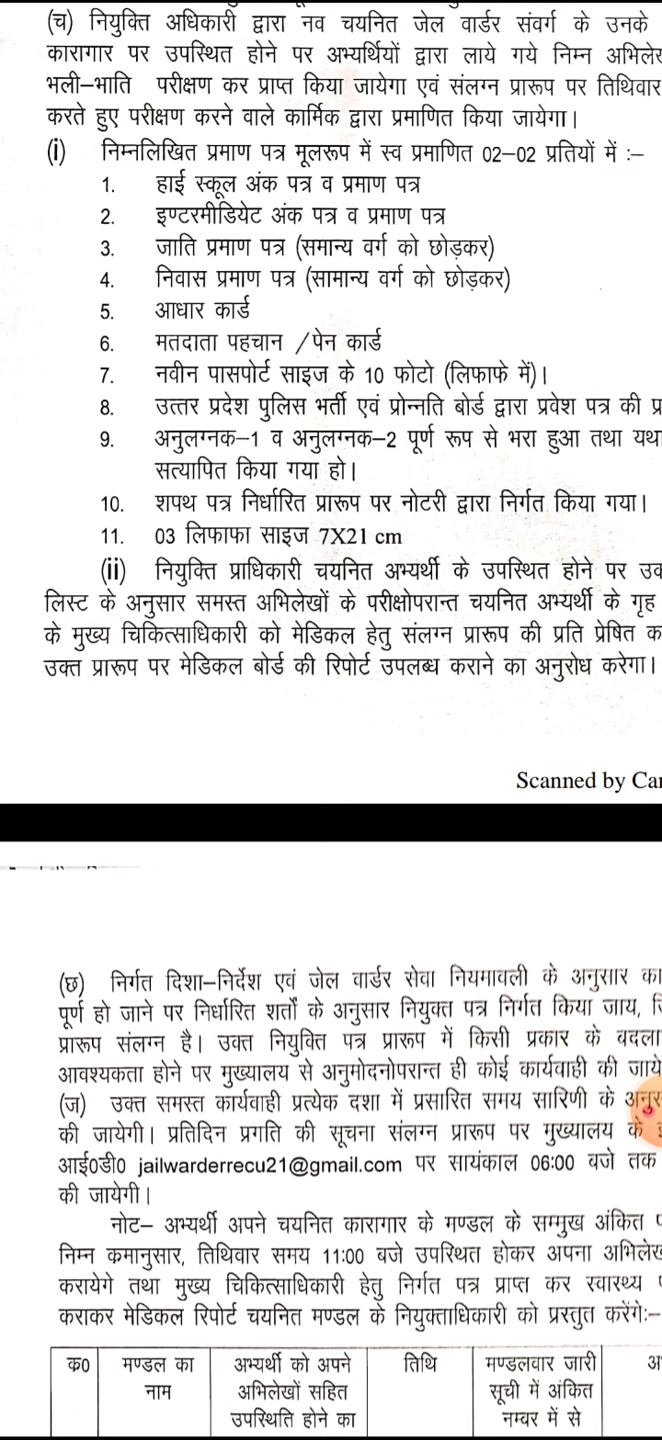 (च) नियुक्ति अधिकारी द्वारा नव चयनित जेल वार्डर संवर्ग के उनके
कारागार पर उपस्थित होने पर अभ्यर्थियों द्वारा लाये गये निम्न
भली–भाति परीक्षण कर प्राप्त किया जायेगा एवं संलग्न प्रारूप पर तिथिवार
करते हुए परीक्षण करने वाले कार्मिक द्वारा प्रमाणित किया जायेगा।
(i) निम्नलिखित प्रमाण पत्र मूलरूप में स्व प्रमाणित 02–02 प्रतियों में :–
1. हाई स्कूल अंक पत्र व प्रमाण पत्र
2. इण्टरमीडियेट अंक पत्र व प्रमाण पत्र
3. जाति प्रमाण पत्र (समान्य वर्ग को छोड़कर)
4. निवास प्रमाण पत्र (सामान्य वर्ग को छोड़कर)
5. आधार कार्ड
6. मतदाता पहचान /पेन कार्ड
7. नवीन पासपोर्ट साइज के 10 फोटो (लिफाफे में)।
8. उत्तर प्रदेश पुलिस भर्ती एवं प्रोन्नति बोर्ड द्वारा प्रवेश पत्र की
9. अनुलग्नक–1 व अनुलग्नक–2 पूर्ण रूप से भरा हुआ तथा
सत्यापित किया गया हो।
10. शपथ पत्र निर्धारित प्रारूप पर नोटरी द्वारा निर्गत किया गया।
11. 03 लिफाफा साइज 7X21 cm
(ii) नियुक्ति प्राधिकारी चयनित अभ्यर्थी के उपस्थित होने पर
लिस्ट के अनुसार समस्त अभिलेखों के परीक्षोपरान्त चयनित अभ्यर्थी के गृह
के मुख्य चिकित्साधिकारी को मेडिकल हेतु संलग्न प्रारूप की प्रति प्रेषित
उक्त प्रारूप पर मेडिकल बोर्ड की रिपोर्ट उपलब्ध कराने का अनुरोध करेगा।
Scanned by
(छ) निर्गत दिशा–निर्देश एवं जेल वार्डर सेवा नियमावली के अनुसार
पूर्ण हो जाने पर निर्धारित शर्तों के अनुसार नियुक्त पत्र निर्गत किया जाय,
प्रारूप संलग्न है। उक्त नियुक्ति पत्र प्रारूप में किसी प्रकार के
आवश्यकता होने पर मुख्यालय से अनुमोदनोपरान्त ही कोई कार्यवाही की
(ज) उक्त समस्त कार्यवाही प्रत्येक दशा में प्रसारित समय सारिणी के
की जायेगी। प्रतिदिन प्रगति की सूचना संलग्न प्रारूप पर मुख्यालय के
आई0डी0 jailwarderrecu21@gmail.com पर सायंकाल 06:00 बजे तक
की जायेगी।
नोट– अभ्यर्थी अपने चयनित कारागार के मण्डल के सम्मुख अंकित
निम्न कमानुसार, तिथिवार समय 11:00 बजे उपस्थित होकर अपना
करायेगे तथा मुख्य चिकित्साधिकारी हेतु निर्गत पत्र प्राप्त कर स्वास्थ्य
कराकर मेडिकल रिपोर्ट चयनित मण्डल के नियुक्ताधिकारी को प्रस्तुत करेंगे:–
क0 मण्डल का अभ्यर्थी को अपने तिथि मण्डलवार जारी
नाम अभिलेखों सहित सूची में अंकित
उपस्थिति होने का नम्वर में से